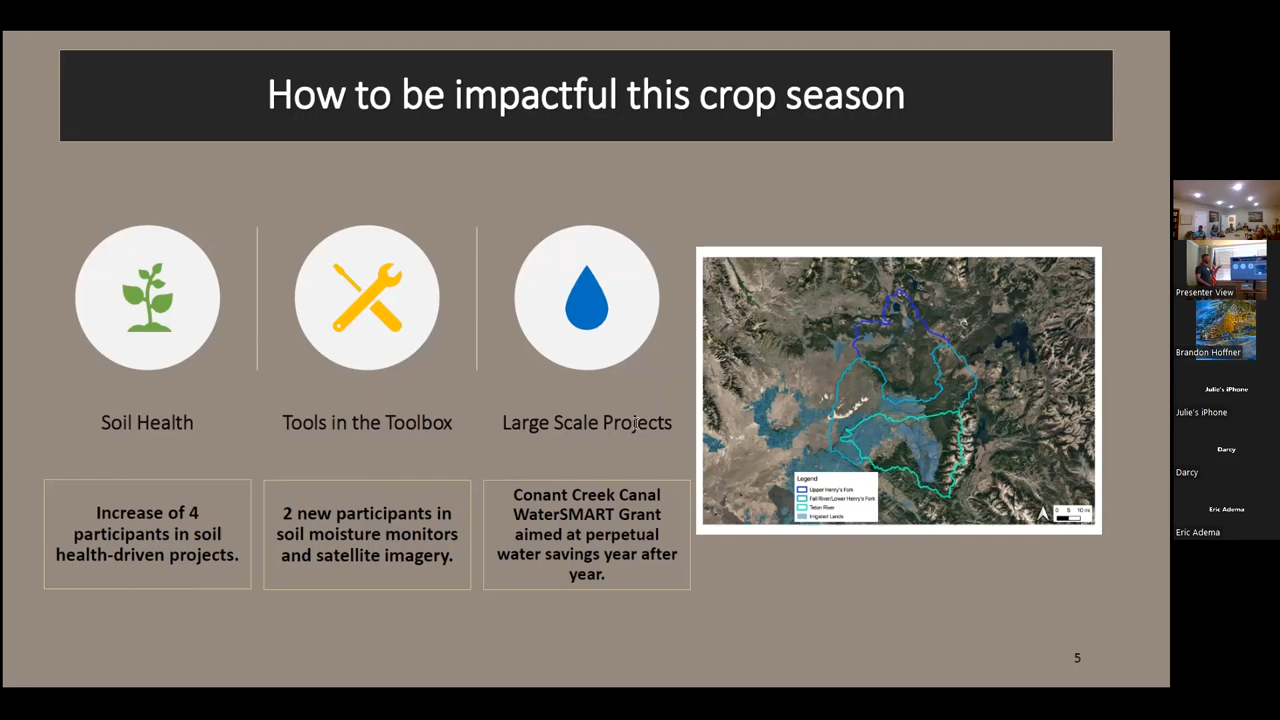 How to be impactful this crop season
Soil Health
Tools in the Toolbox
Large Scale Projects
Increase of 4
participants in soil
health-driven projects.
2 new participants in
soil moisture monitors
and satellite imagery.
Conant Creek Canal
WaterSMART Grant
aimed at perpetual
water savings year after
year.
Legend
Upper Henry's Fork
Fall River/Lower Henry's Fork
Teton River
Irrigated Lands
0 5 10 mi
5
Presenter View
Brandon Hoffner
Julie's iPhone
Julie's iPhone
Darcy
Darcy
Eric Adema
Eric Adema